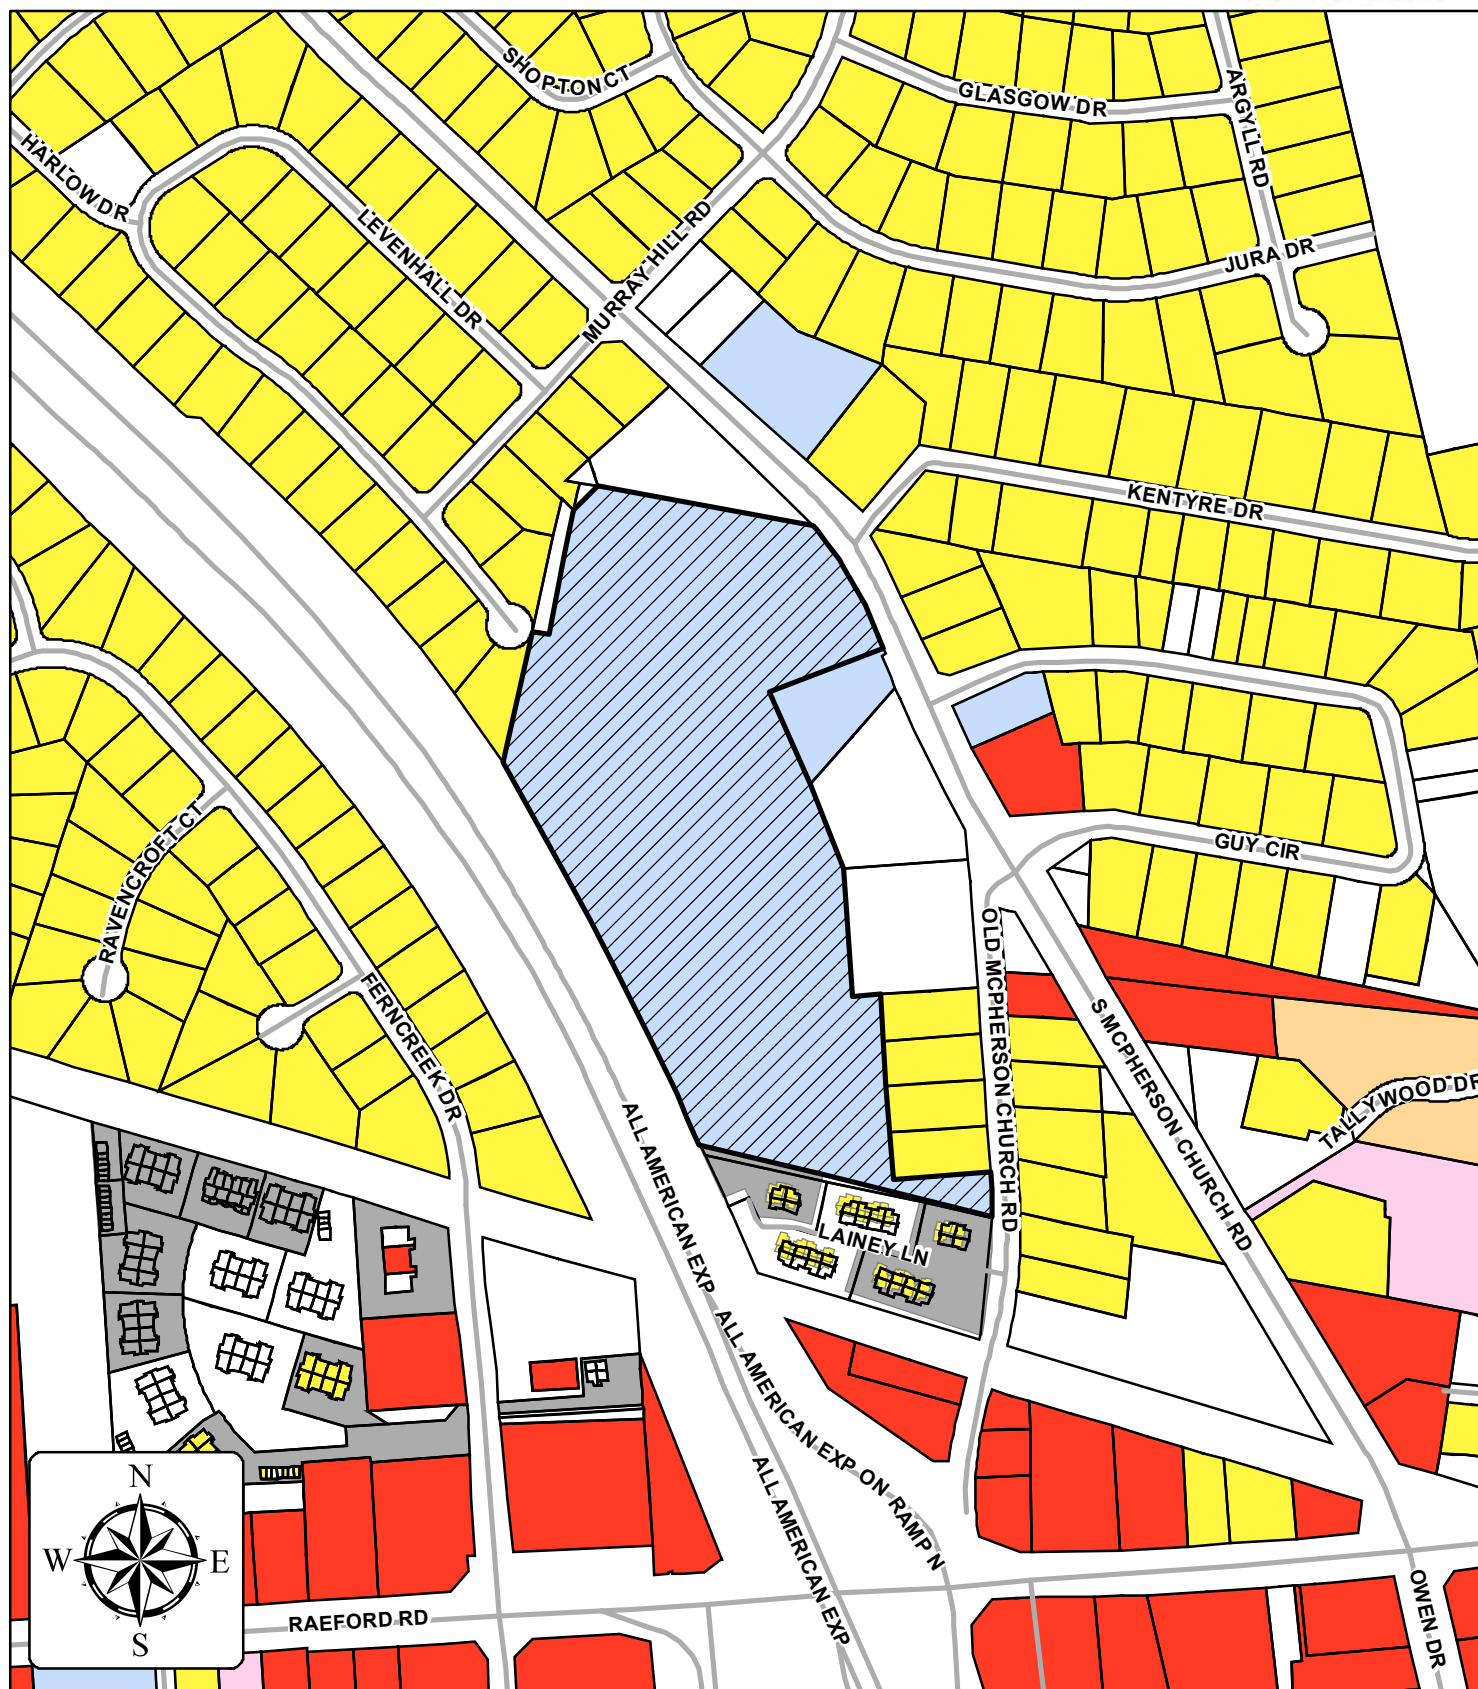 SHOPTON CT
GLASGOW DR
ARGYLL RD
HARLOW DR
LEVENHALL DR
MURRAY HILL RD
JURA DR
KENTYRE DR
RAVENCROFT CT
GUY CIR
FERNCREEK DR
OLD MCPHERSON CHURCH RD
S MCPHERSON CHURCH RD
TALLYWOOD DR
ALL AMERICAN EXP
LAINEY LN
ALL AMERICAN EXP ON RAMP N
ALL AMERICAN EXP
RAEFORD RD
OWEN DR
N
W E
S